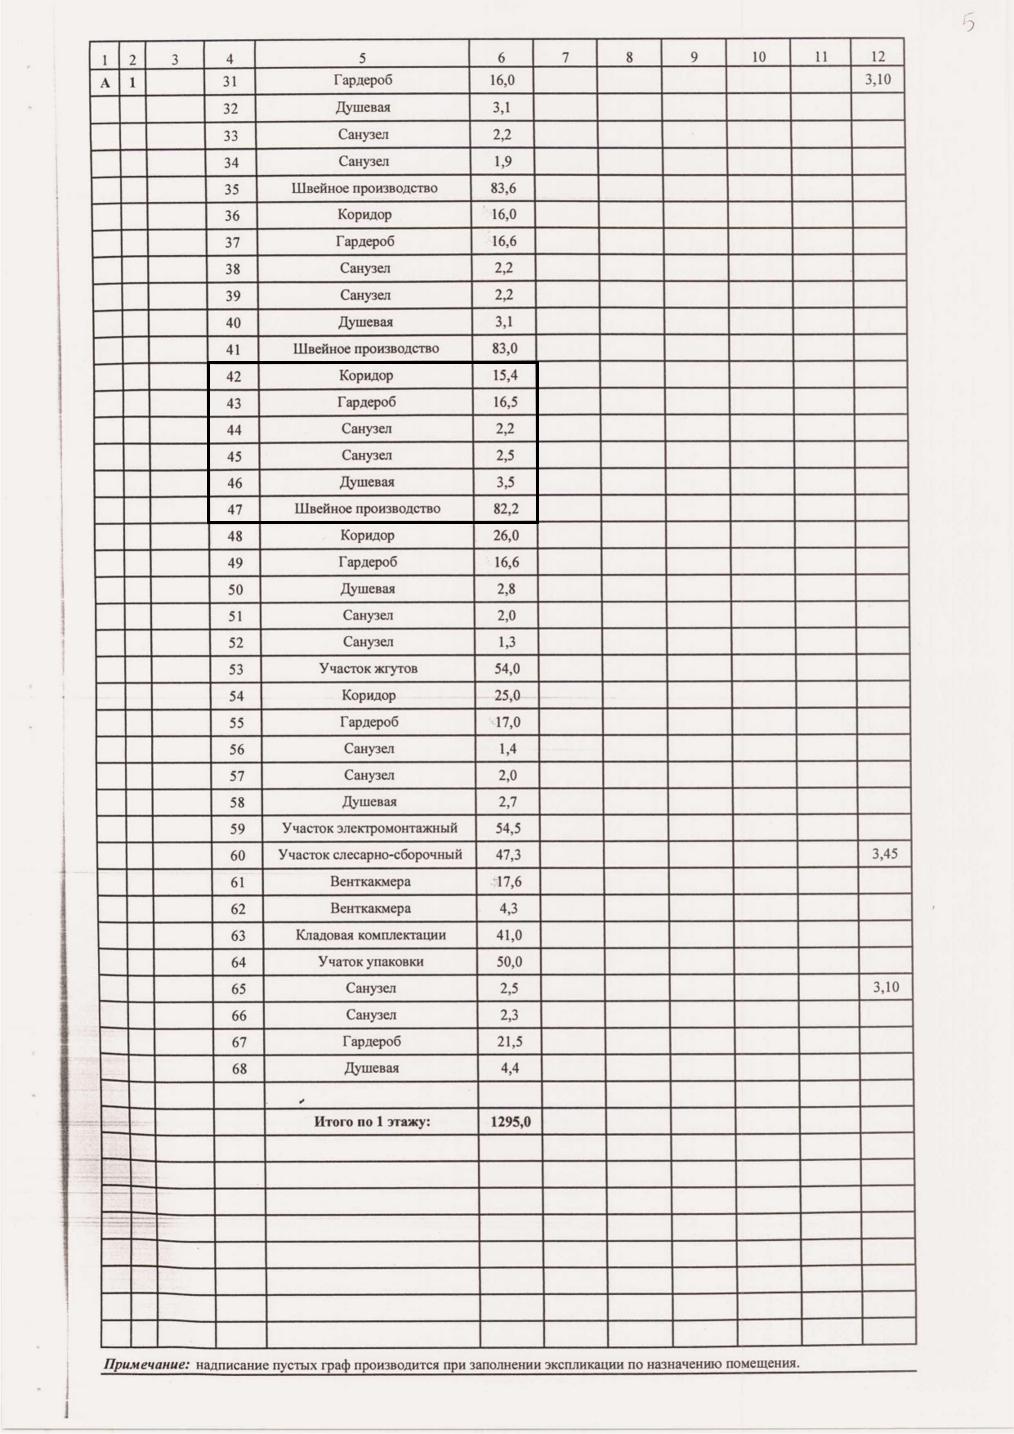 5
1 2 3 4 5 6 7 8 9 10 11 12
А 1 31 Гардероб 16,0 3,10
32 Душевая 3,1
33 Санузел 2,2
34 Санузел 1,9
35 Швейное производство 83,6
36 Коридор 16,0
37 Гардероб 16,6
38 Санузел 2,2
39 Санузел 2,2
40 Душевая 3,1
41 Швейное производство 83,0
42 Коридор 15,4
43 Гардероб 16,5
44 Санузел 2,2
45 Санузел 2,5
46 Душевая 3,5
47 Швейное производство 82,2
48 Коридор 26,0
49 Гардероб 16,6
50 Душевая 2,8
51 Санузел 2,0
52 Санузел 1,3
53 Участок жгутов 54,0
54 Коридор 25,0
55 Гардероб 17,0
56 Санузел 1,4
57 Санузел 2,0
58 Душевая 2,7
59 Участок электромонтажный 54,5
60 Участок слесарно-сборочный 47,3 3,45
61 Венткакмера 17,6
62 Венткакмера 4,3
63 Кладовая комплектации 41,0
64 Учаток упаковки 50,0
65 Санузел 2,5 3,10
66 Санузел 2,3
67 Гардероб 21,5
68 Душевая 4,4
Итого по 1 этажу: 1295,0
Примечание: надписание пустых граф производится при заполнении экспликации по назначению помещения.